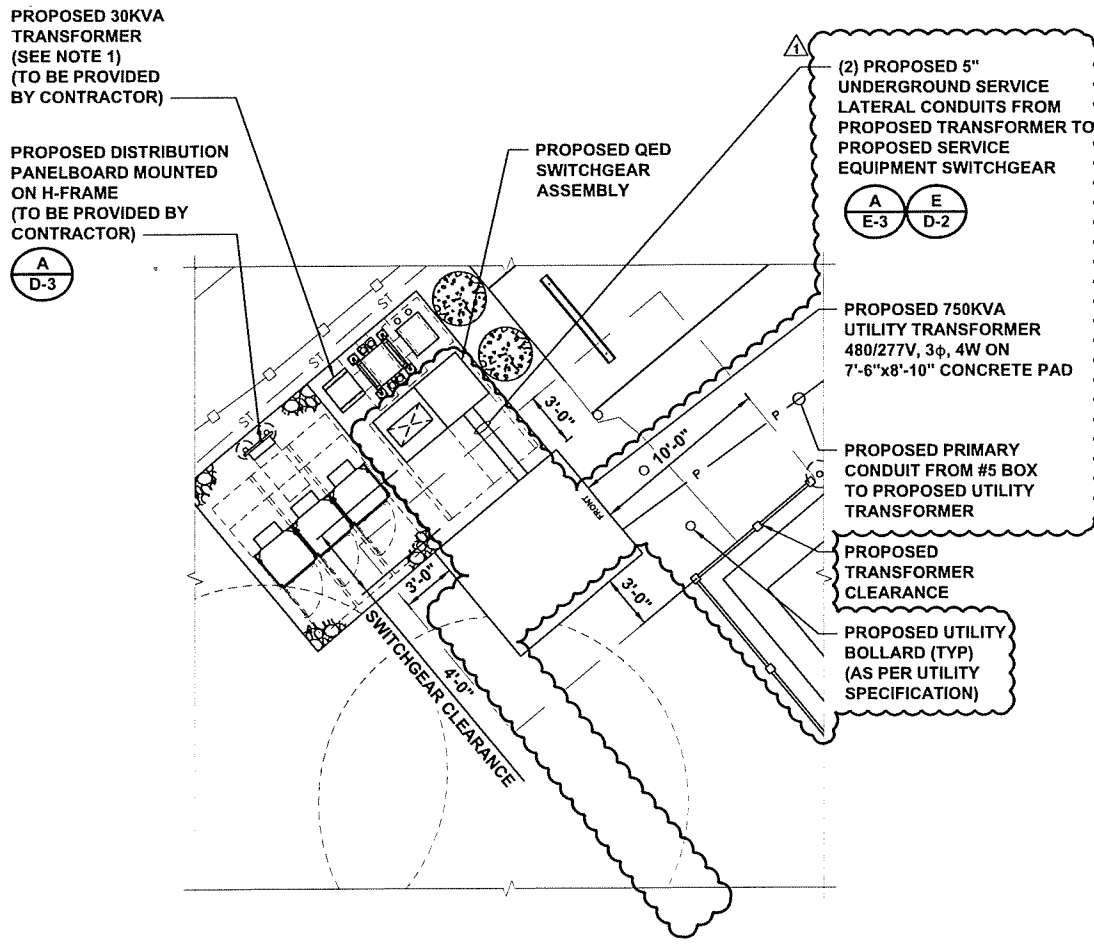 PROPOSED 30KVA
TRANSFORMER
(SEE NOTE 1)
(TO BE PROVIDED
BY CONTRACTOR)
PROPOSED DISTRIBUTION
PANELBOARD MOUNTED
ON H-FRAME
(TO BE PROVIDED BY
CONTRACTOR)
A
D-3
PROPOSED QED
SWITCHGEAR
ASSEMBLY
1
(2) PROPOSED 5"
UNDERGROUND SERVICE
LATERAL CONDUITS FROM
PROPOSED TRANSFORMER TO
PROPOSED SERVICE
EQUIPMENT SWITCHGEAR
A
E-3
E
D-2
PROPOSED 750KVA
UTILITY TRANSFORMER
480/277V, 3ϕ, 4W ON
7'-6"x8'-10" CONCRETE PAD
PROPOSED PRIMARY
CONDUIT FROM #5 BOX
TO PROPOSED UTILITY
TRANSFORMER
PROPOSED
TRANSFORMER
CLEARANCE
PROPOSED UTILITY
BOLLARD (TYP)
(AS PER UTILITY
SPECIFICATION)
ST
ST
ST
3'-0"
10'-0"
P
P
FRONT
3'-0"
3'-0"
4'-0"
SWITCHGEAR CLEARANCE